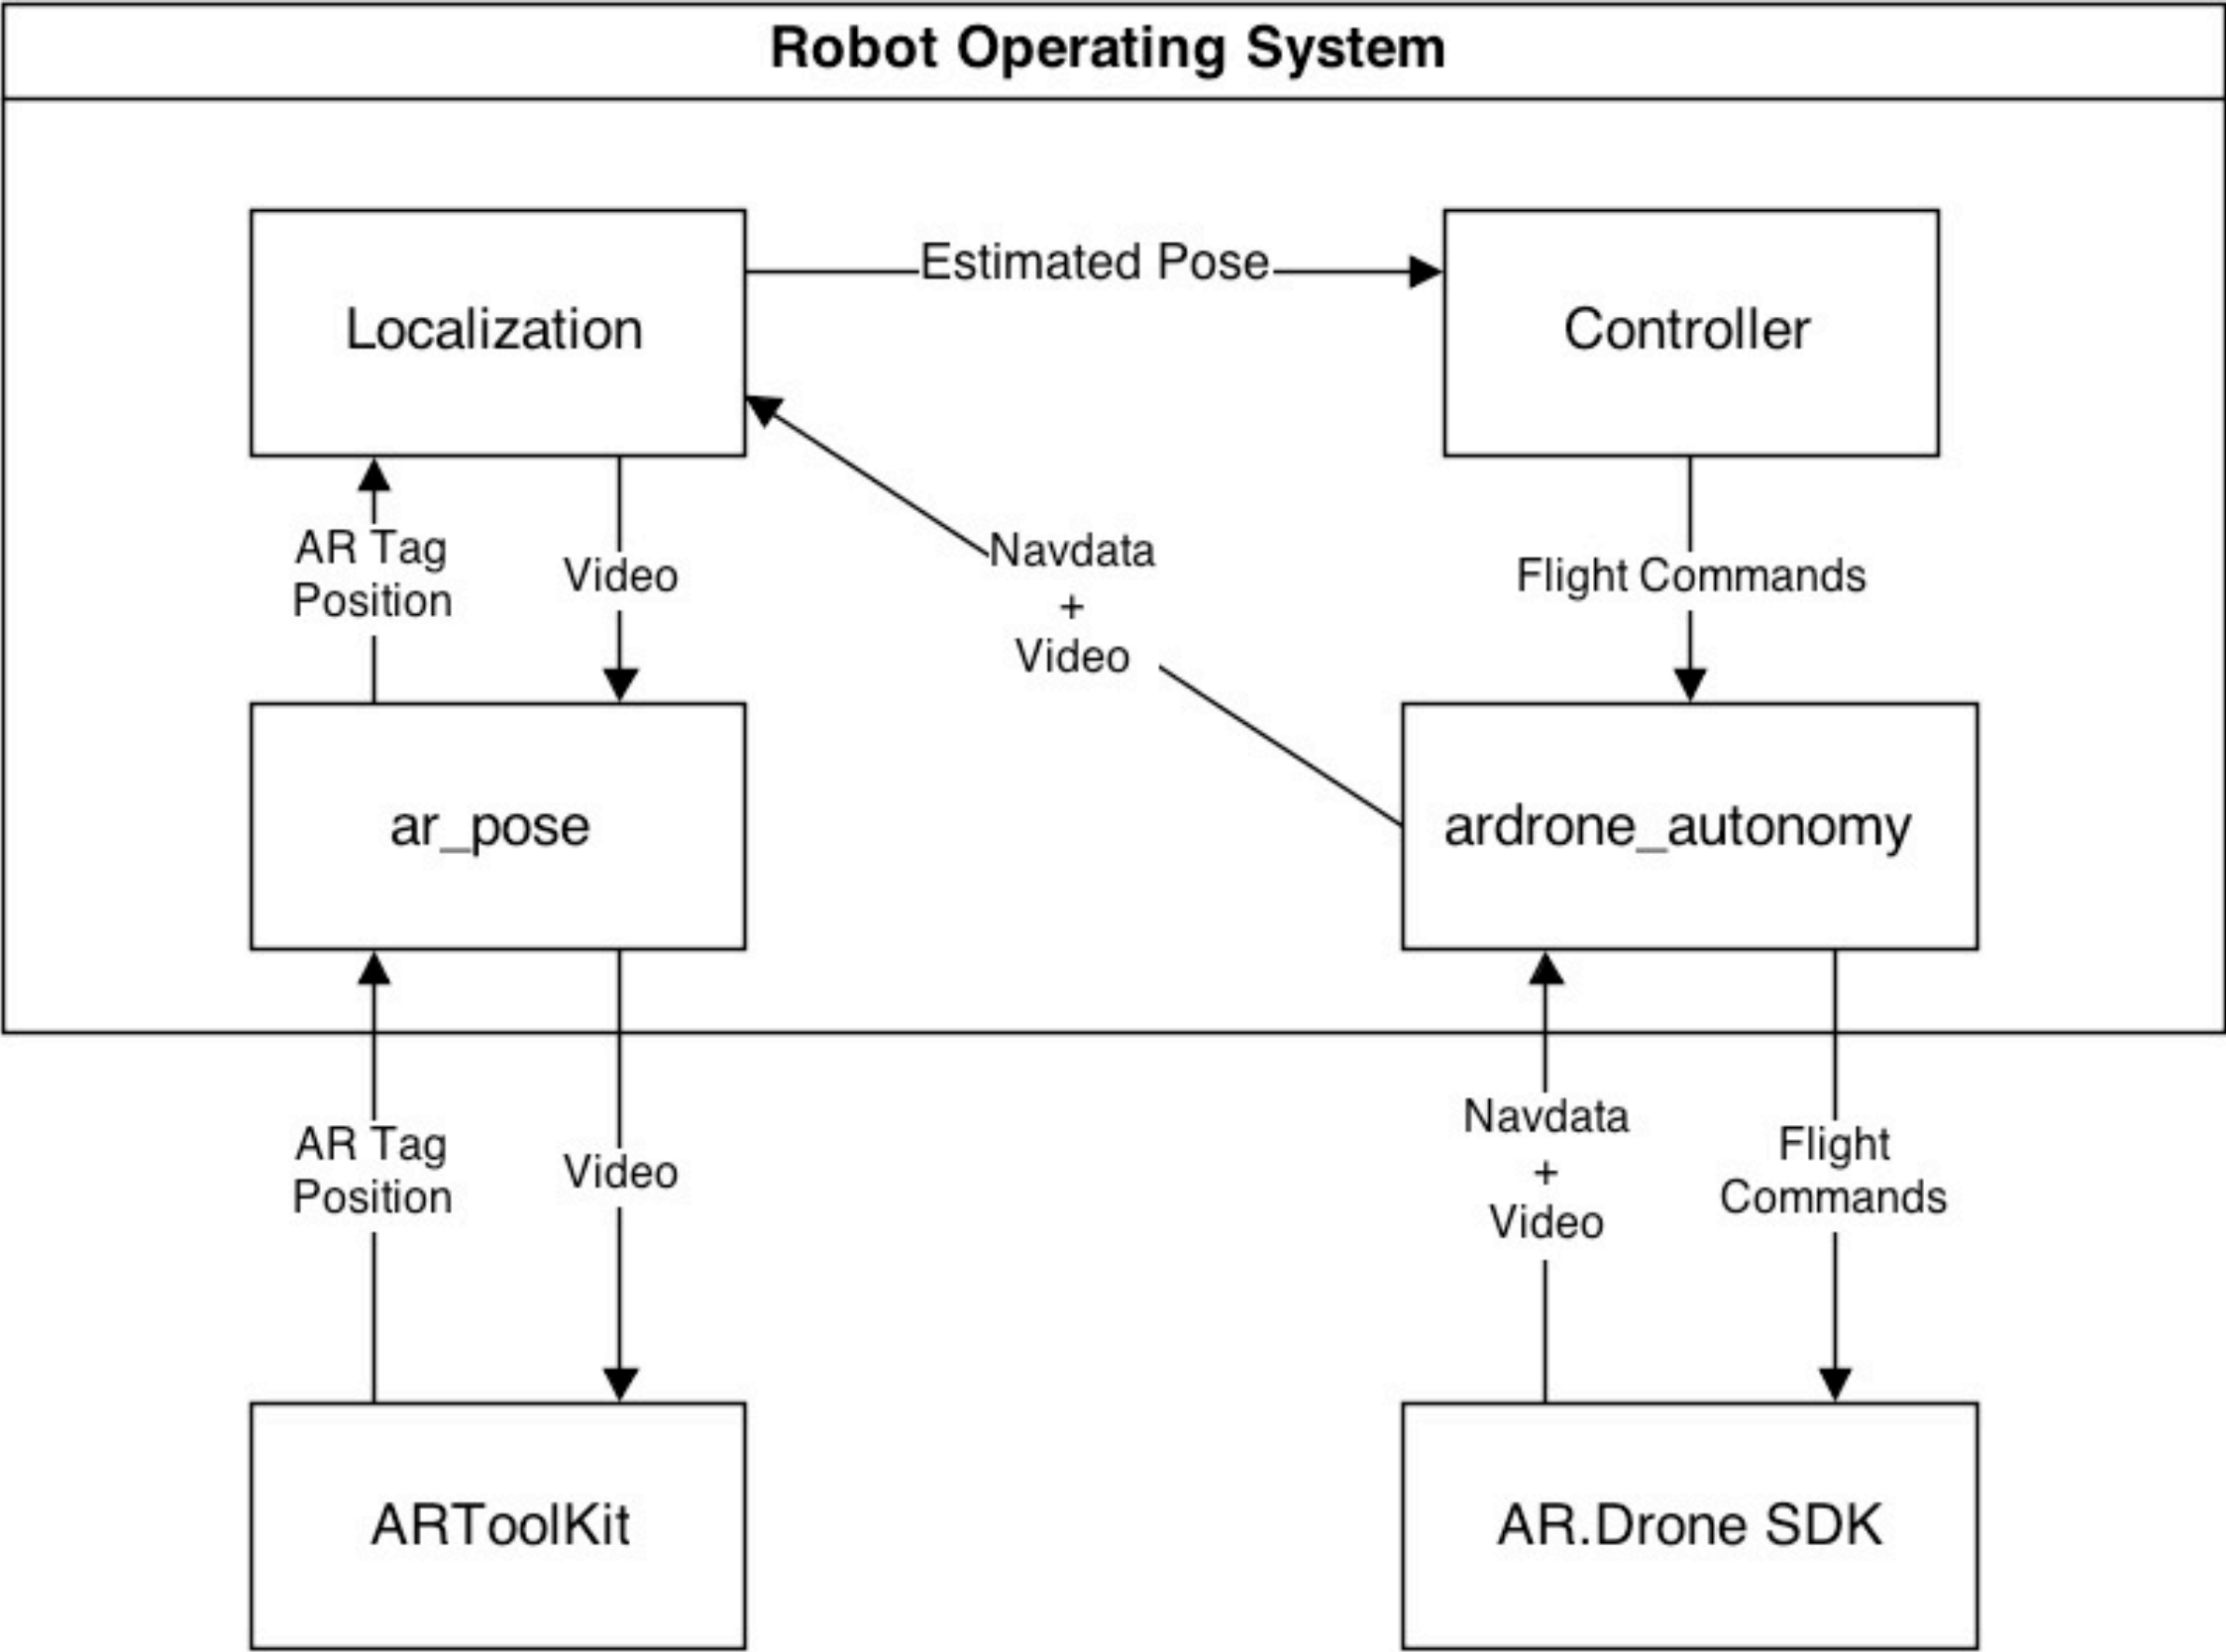 Robot Operating System
Estimated Pose
Localization
Controller
AR Tag
Position
Video
Navdata
+
Video
Flight Commands
ar_pose
ardrone_autonomy
AR Tag
Position
Video
Navdata
+
Video
Flight
Commands
ARToolKit
AR.Drone SDK